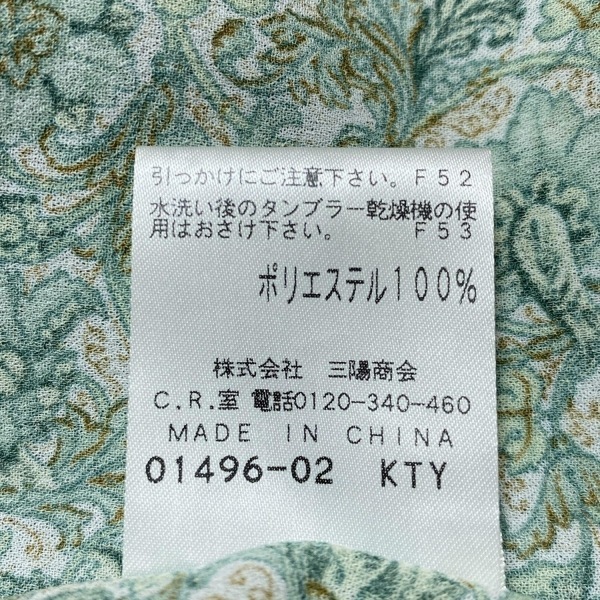 引っかけにご注意下さい。F52
水洗い後のタンブラー乾燥機の使
用はおさけ下さい。 F53
ポリエステル100%
株式会社 三陽商会
C.R.室 電話0120-340-460
MADE IN CHINA
01496-02 KTY